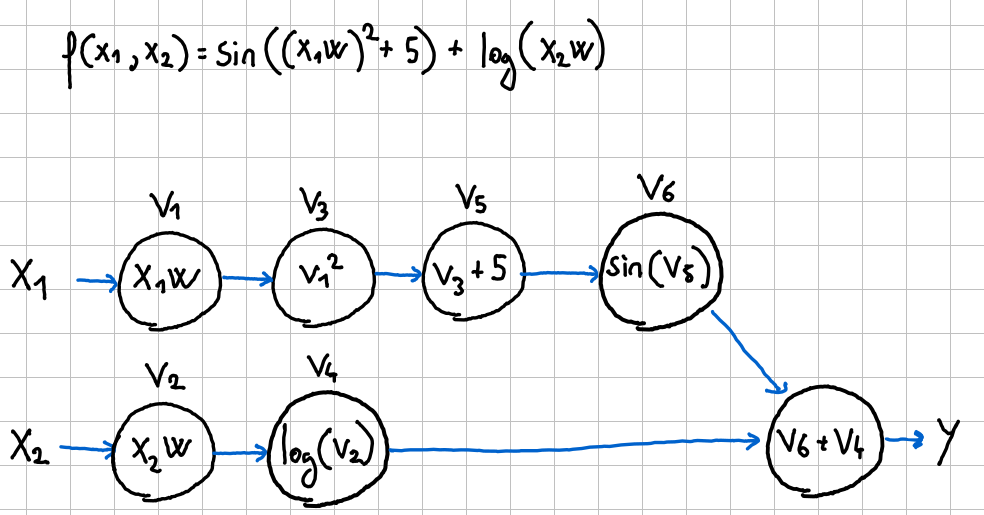 f(x₁, x₂) = sin((x₁w)² + 5) + log(x₂w)
V₁ V₃ V₅ V₆
X₁ x₁w v₁² v₃ + 5 sin(v₅)
V₂ V₄
X₂ x₂w log(v₂) v₆ + v₄ y